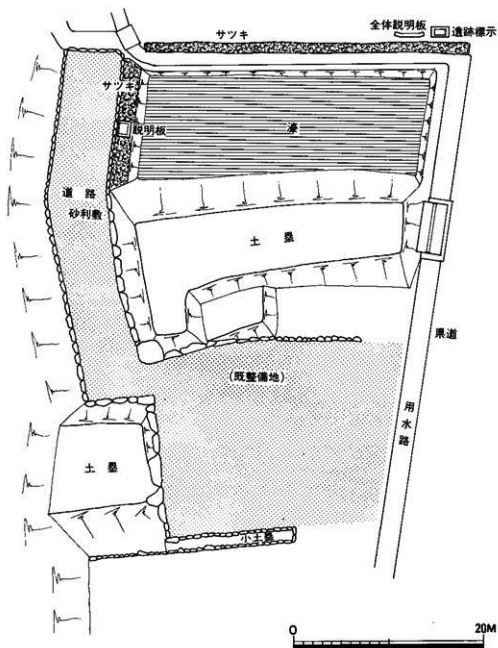 サツキ
全体説明板
遺跡標示
サツキ
説明板
濠
道路
砂利敷
土塁
県道
(既整備地)
用水路
土塁
小土塁
0 20M